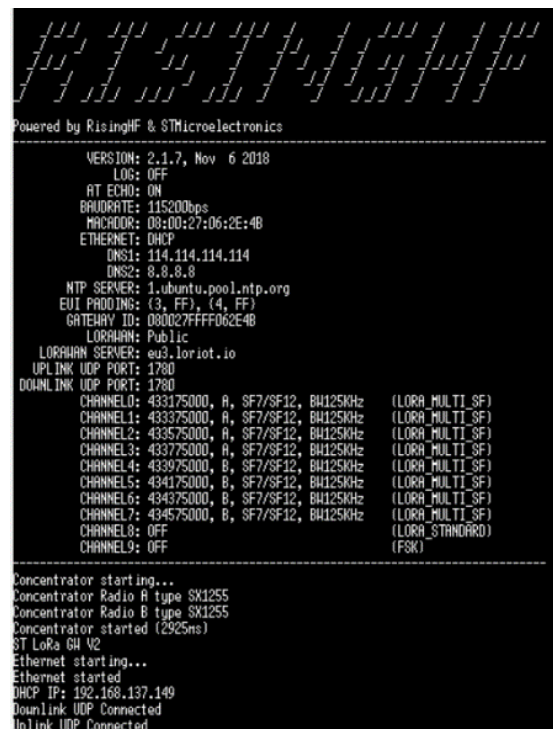 RISINGHF
Powered by RisingHF & STMicroelectronics
VERSION: 2.1.7, Nov 6 2018
LOG: OFF
AT ECHO: ON
BAUDRATE: 115200bps
MACADDR: 08:00:27:06:2E:4B
ETHERNET: DHCP
DNS1: 114.114.114.114
DNS2: 8.8.8.8
NTP SERVER: 1.ubuntu.pool.ntp.org
EUI PADDING: {3, FF}, {4, FF}
GATEWAY ID: 080027FFFF062E4B
LORAWAN: Public
LORAWAN SERVER: eu3.loriot.io
UPLINK UDP PORT: 1780
DOWNLINK UDP PORT: 1780
CHANNEL0: 433175000, A, SF7/SF12, BW125KHz (LORA_MULTI_SF)
CHANNEL1: 433375000, A, SF7/SF12, BW125KHz (LORA_MULTI_SF)
CHANNEL2: 433575000, A, SF7/SF12, BW125KHz (LORA_MULTI_SF)
CHANNEL3: 433775000, A, SF7/SF12, BW125KHz (LORA_MULTI_SF)
CHANNEL4: 433975000, B, SF7/SF12, BW125KHz (LORA_MULTI_SF)
CHANNEL5: 434175000, B, SF7/SF12, BW125KHz (LORA_MULTI_SF)
CHANNEL6: 434375000, B, SF7/SF12, BW125KHz (LORA_MULTI_SF)
CHANNEL7: 434575000, B, SF7/SF12, BW125KHz (LORA_MULTI_SF)
CHANNEL8: OFF (LORA_STANDARD)
CHANNEL9: OFF (FSK)
Concentrator starting...
Concentrator Radio A type SX1255
Concentrator Radio B type SX1255
Concentrator started (2925ms)
ST LoRa GW V2
Ethernet starting...
Ethernet started
DHCP IP: 192.168.137.149
Downlink UDP Connected
Uplink UDP Connected